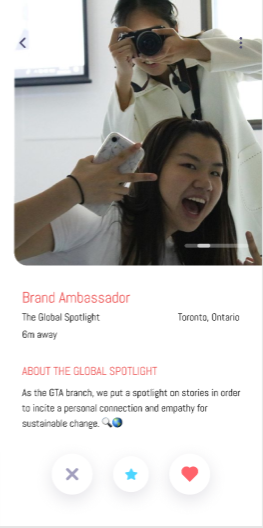 Brand Ambassador
The Global Spotlight
Toronto, Ontario
6m away
ABOUT THE GLOBAL SPOTLIGHT
As the GTA branch, we put a spotlight on stories in order
to incite a personal connection and empathy for
sustainable change. 🔍🌎